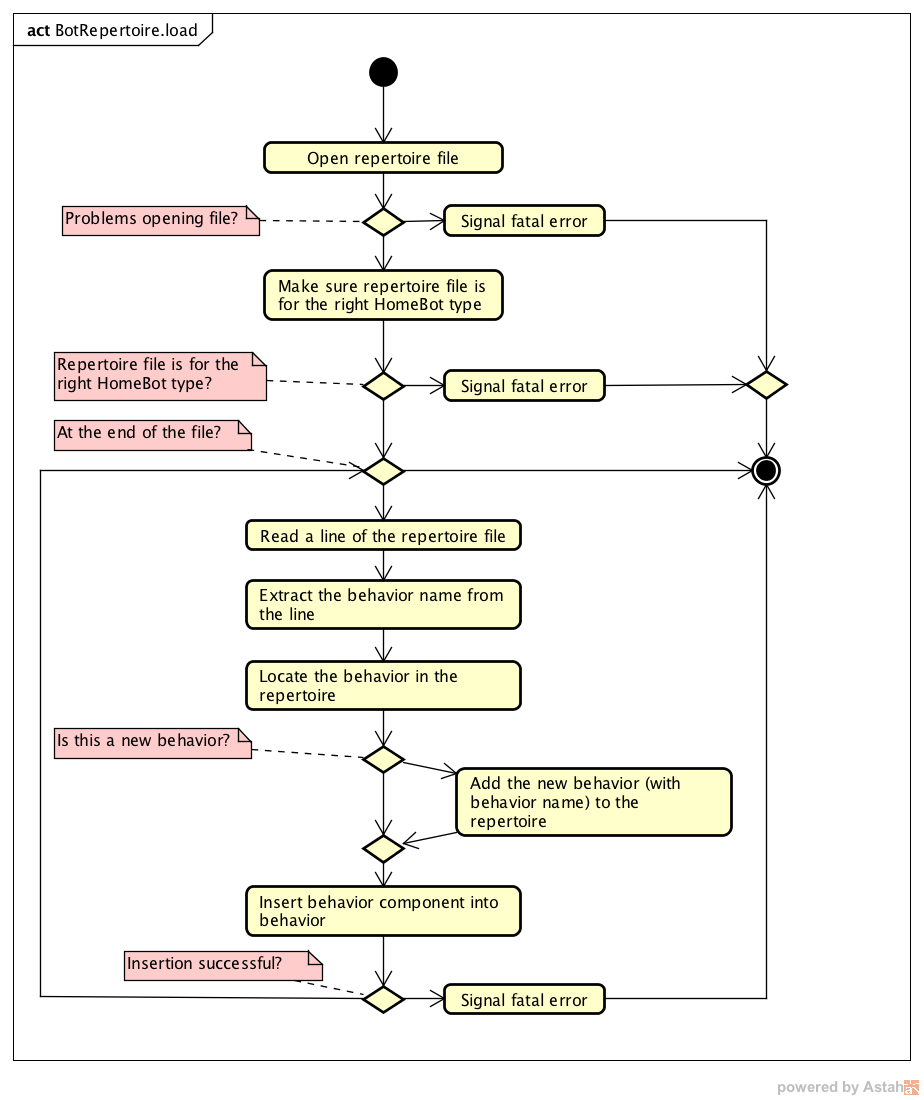 act BotRepertoire.load
Open repertoire file
Problems opening file?
Signal fatal error
Make sure repertoire file is
for the right HomeBot type
Repertoire file is for the
right HomeBot type?
Signal fatal error
At the end of the file?
Read a line of the repertoire file
Extract the behavior name from
the line
Locate the behavior in the
repertoire
Is this a new behavior?
Add the new behavior (with
behavior name) to the
repertoire
Insert behavior component into
behavior
Insertion successful?
Signal fatal error
powered by Astah